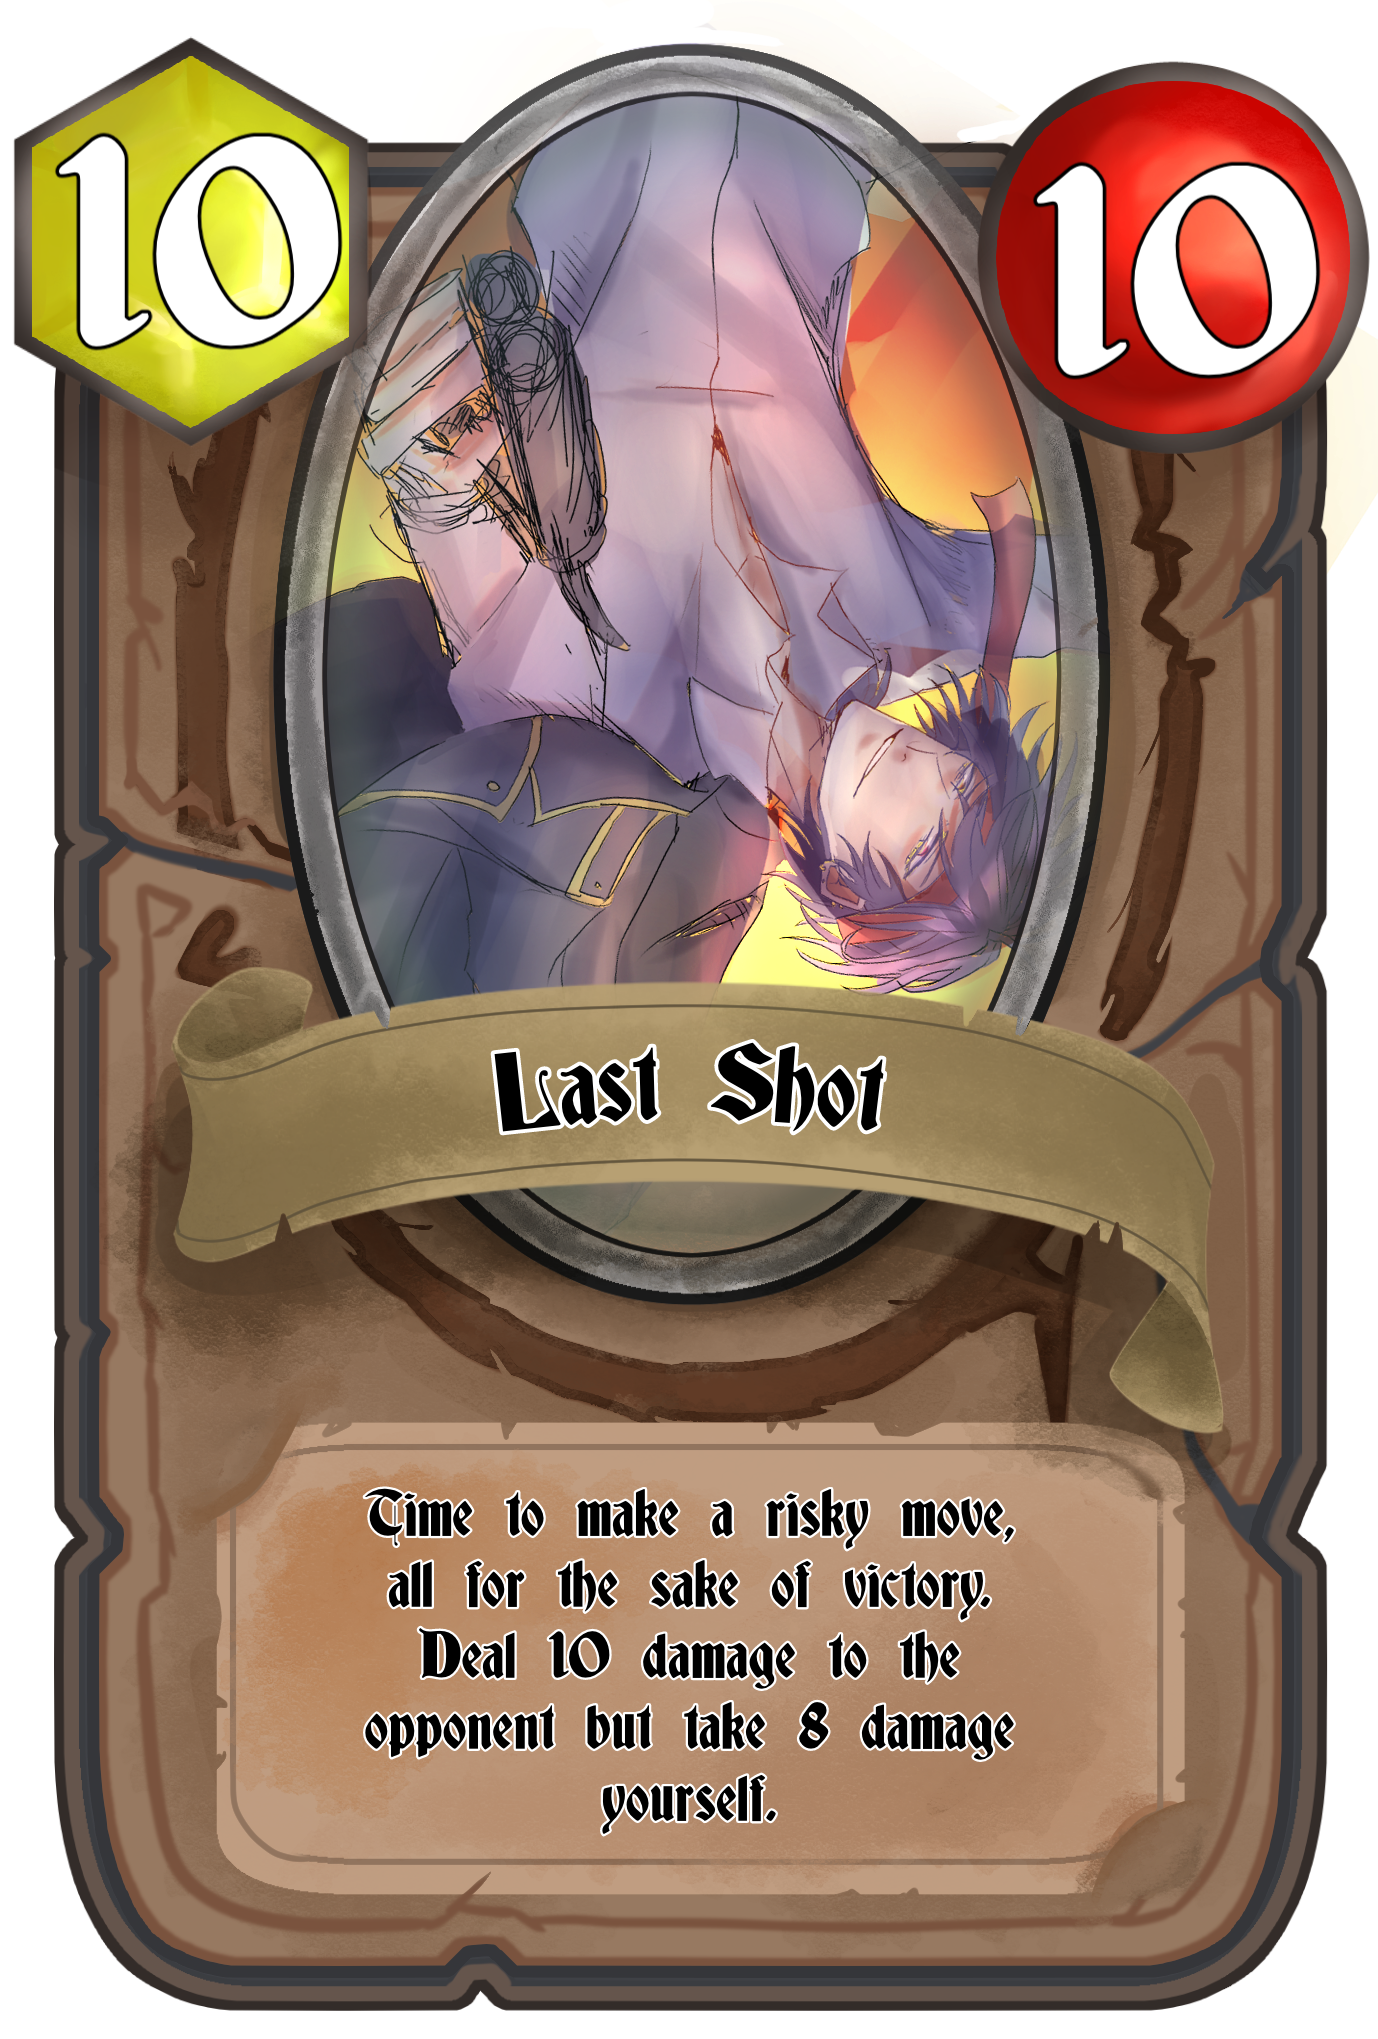 10
10
Last Shot
Time to make a risky move,
all for the sake of victory.
Deal 10 damage to the
opponent but take 8 damage
yourself.